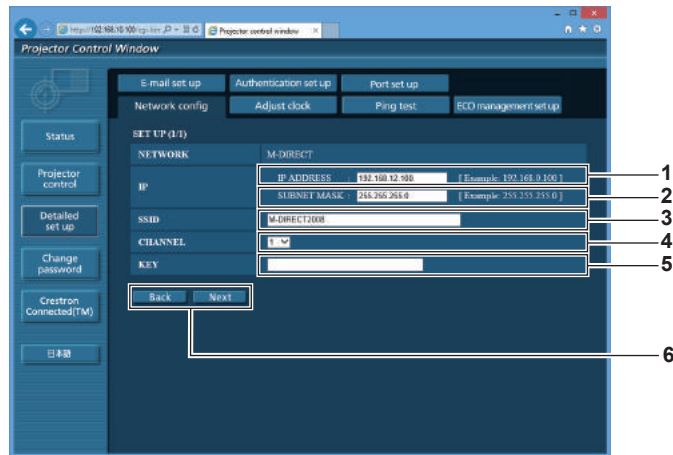 Projector control window
Projector Control Window
E-mail set up
Authentication set up
Port set up
Network config
Adjust clock
Ping test
ECO management set up
Status
Projector control
Detailed set up
Change password
Crestron Connected(TM)
日本語
SET UP (1/1)
NETWORK M-DIRECT
IP
IP ADDRESS : 192.168.12.100 [ Example: 192.168.0.100 ]
SUBNET MASK : 255.255.255.0 [ Example: 255.255.255.0 ]
SSID M-DIRECT2008
CHANNEL 1
KEY
Back Next
1
2
3
4
5
6